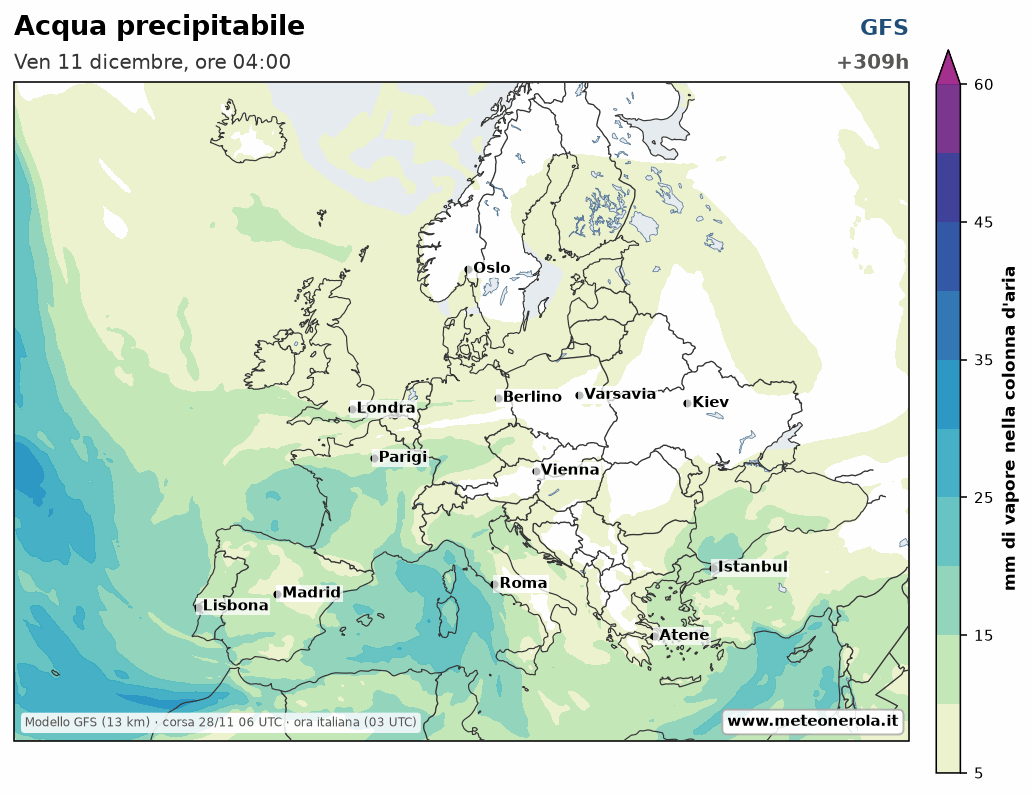 Acqua precipitabile
GFS
Ven 11 dicembre, ore 04:00
+309h
60
45
35
25
15
5
mm di vapore nella colonna d'aria
Oslo
Berlino
Varsavia
Kiev
Londra
Parigi
Vienna
Istanbul
Roma
Madrid
Lisbona
Atene
Modello GFS (13 km) · corsa 28/11 06 UTC · ora italiana (03 UTC)
www.meteonerola.it